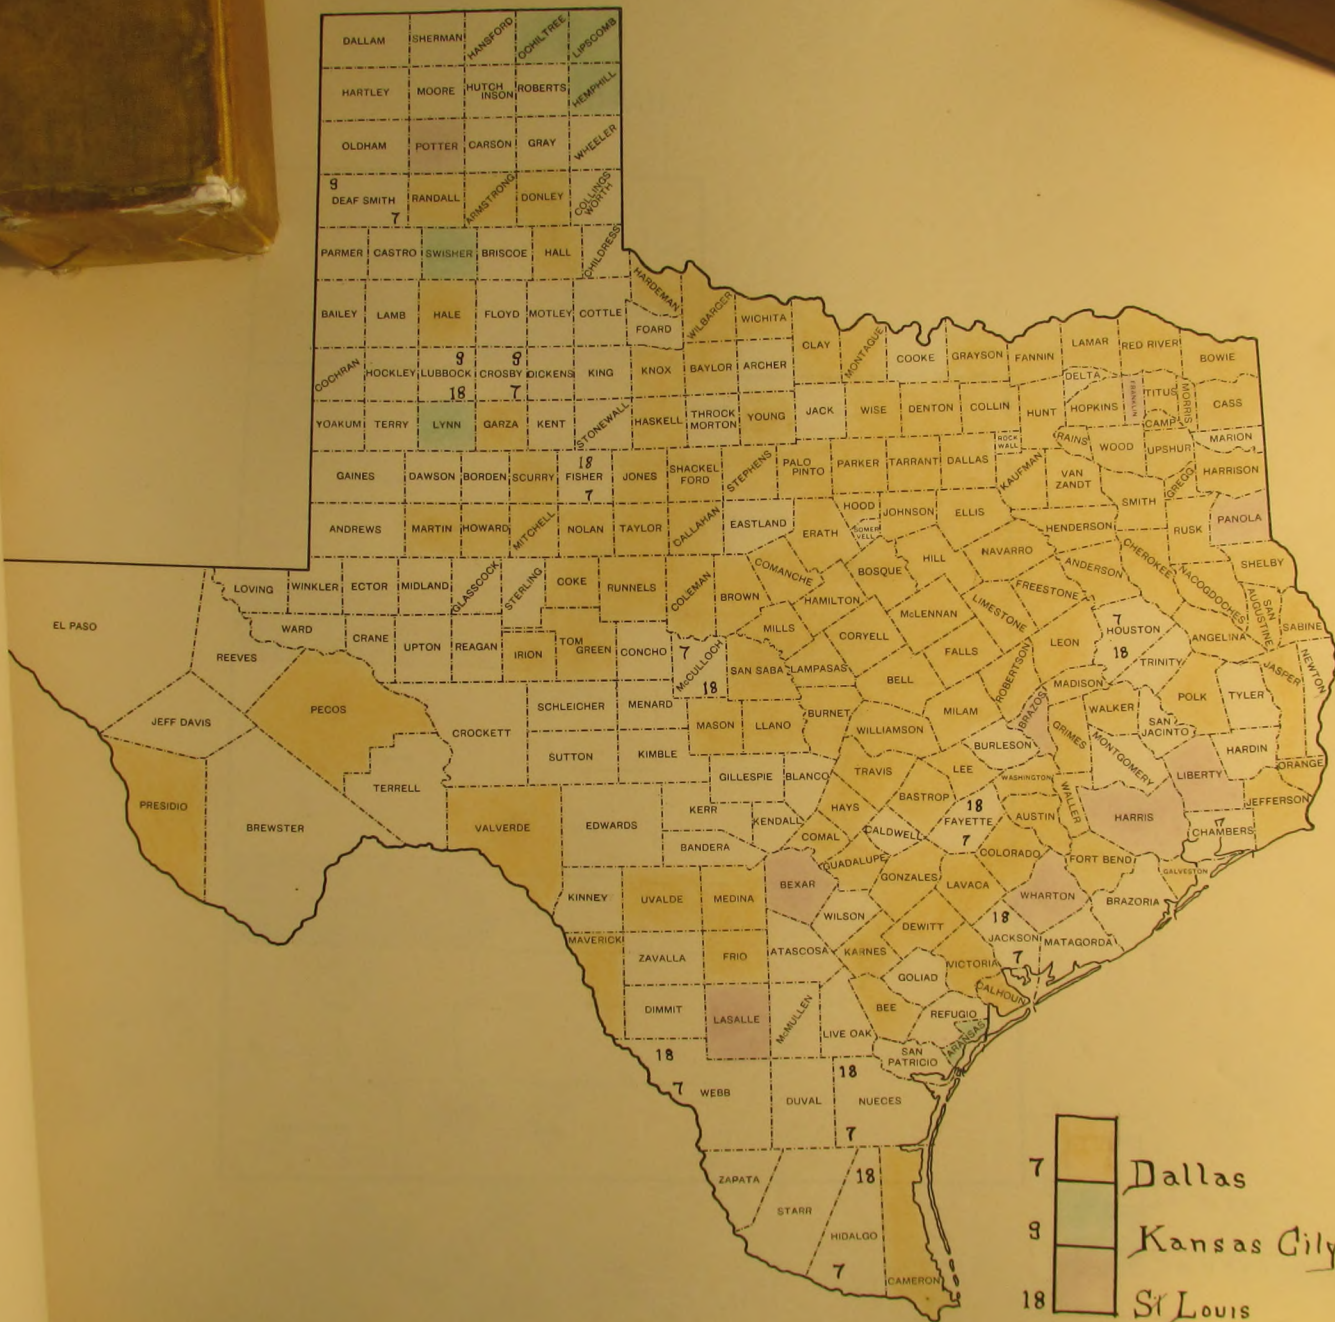 DALLAM SHERMAN HANSFORD OCHILTREE LIPSCOMB
HARTLEY MOORE HUTCH INSON ROBERTS HEMPHILL
OLDHAM POTTER CARSON GRAY WHEELER
9
DEAF SMITH RANDALL ARMSTRONG DONLEY COLLINGS WORTH
7
PARMER CASTRO SWISHER BRISCOE HALL CHILDRESS
HARDEMAN
BAILEY LAMB HALE FLOYD MOTLEY COTTLE FOARD WILBARGER WICHITA CLAY MONTAGUE COOKE GRAYSON FANNIN LAMAR RED RIVER BOWIE
9 9
COCHRAN HOCKLEY LUBBOCK CROSBY DICKENS KING KNOX BAYLOR ARCHER DELTA
18 7
YOAKUM TERRY LYNN GARZA KENT STONEWALL HASKELL THROCK MORTON YOUNG JACK WISE DENTON COLLIN HUNT HOPKINS FRANKLIN TITUS MORRIS CASS
CAMP
ROCK WALL RAINS WOOD UPSHUR MARION
18
GAINES DAWSON BORDEN SCURRY FISHER JONES SHACKEL FORD STEPHENS PALO PINTO PARKER TARRANT DALLAS KAUFMAN VAN ZANDT SMITH GREGG HARRISON
7
ANDREWS MARTIN HOWARD MITCHELL NOLAN TAYLOR CALLAHAN EASTLAND ERATH HOOD SOMER VELL JOHNSON ELLIS HENDERSON RUSK PANOLA
LOVING WINKLER ECTOR MIDLAND GLASSCOCK STERLING COKE RUNNELS COLEMAN BROWN COMANCHE BOSQUE HILL NAVARRO ANDERSON CHEROKEE NACOGDOCHES SHELBY
HAMILTON McLENNAN LIMESTONE FREESTONE SAN AUGUSTINE SABINE
EL PASO WARD CRANE UPTON REAGAN IRION TOM GREEN CONCHO
7
McCULLOCH
18
MILLS CORYELL FALLS LEON
7
HOUSTON
18
ANGELINA
REEVES SAN SABA LAMPASAS BELL ROBERTSON MADISON TRINITY JASPER NEWTON
JEFF DAVIS PECOS CROCKETT SCHLEICHER MENARD MASON LLANO BURNET WILLIAMSON MILAM BRAZOS GRIMES WALKER SAN JACINTO POLK TYLER
SUTTON KIMBLE BURLESON MONTGOMERY HARDIN
PRESIDIO BREWSTER TERRELL GILLESPIE BLANCO TRAVIS LEE WASHINGTON LIBERTY ORANGE
VALVERDE EDWARDS KERR KENDALL HAYS BASTROP
18
FAYETTE
7
AUSTIN WALLER HARRIS JEFFERSON
7
CHAMBERS
BANDERA COMAL CALDWELL COLORADO FORT BEND GALVESTON
KINNEY UVALDE MEDINA BEXAR GUADALUPE GONZALES LAVACA WHARTON BRAZORIA
WILSON DEWITT
18
JACKSON
7
MATAGORDA
MAVERICK ZAVALLA FRIO ATASCOSA KARNES GOLIAD VICTORIA CALHOUN
DIMMIT LASALLE McMULLEN LIVE OAK BEE REFUGIO ARANSAS
SAN PATRICIO
18
7
WEBB DUVAL
18
NUECES
7
ZAPATA STARR
18
HIDALGO
7
CAMERON
7 Dallas
9 Kansas City
18 St Louis